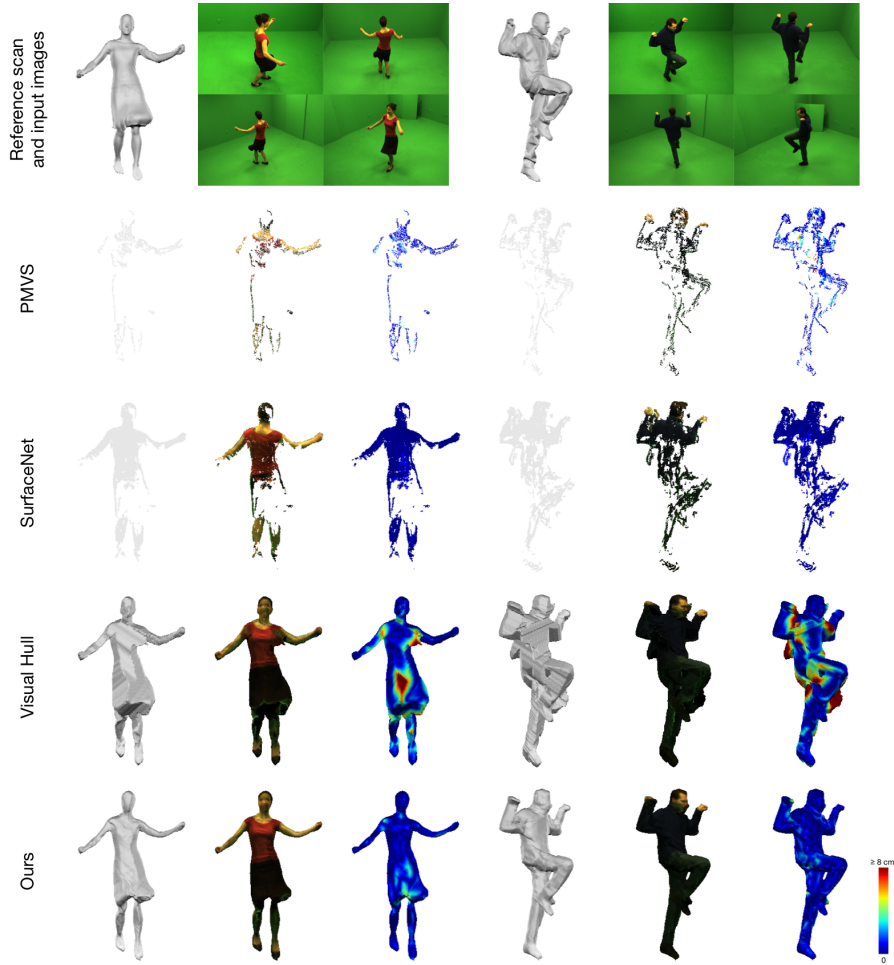 Reference scan
and input images
PMVS
SurfaceNet
Visual Hull
Ours
≥ 8 cm
0